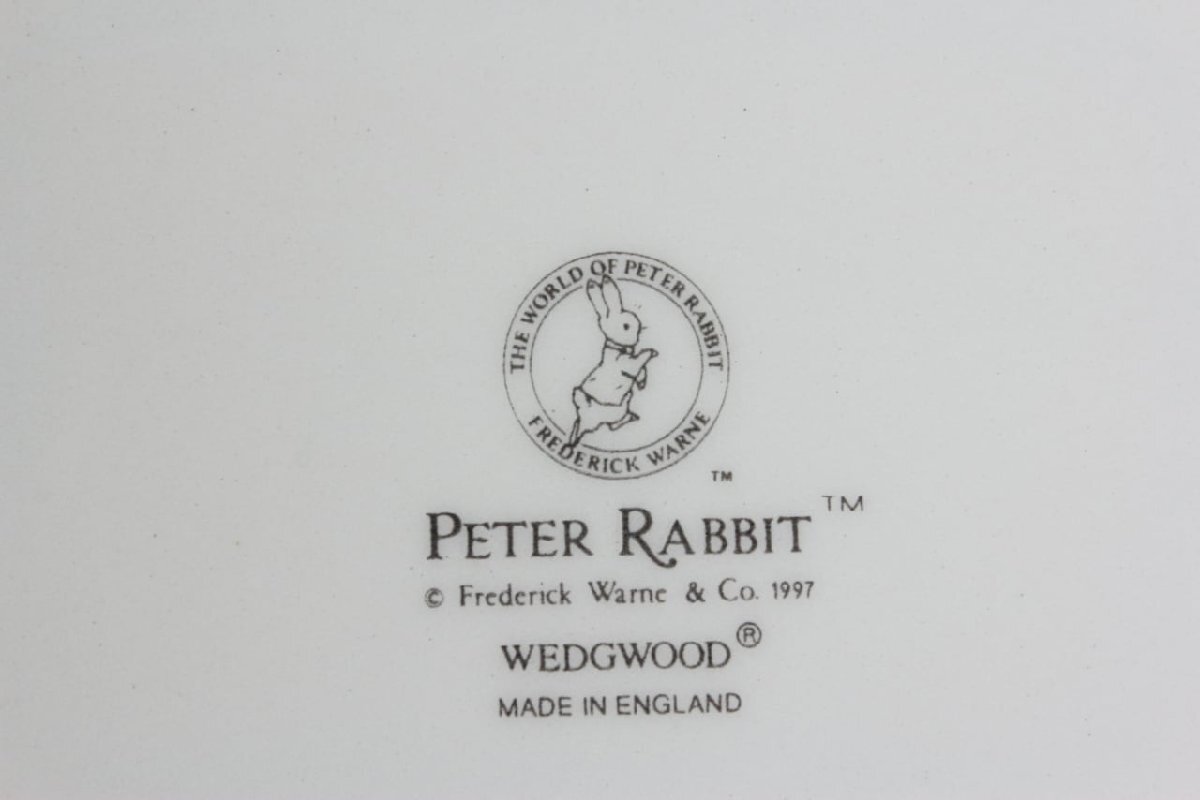 THE WORLD OF PETER RABBIT
FREDERICK WARNE
TM
PETER RABBIT TM
© Frederick Warne & Co. 1997
WEDGWOOD®
MADE IN ENGLAND